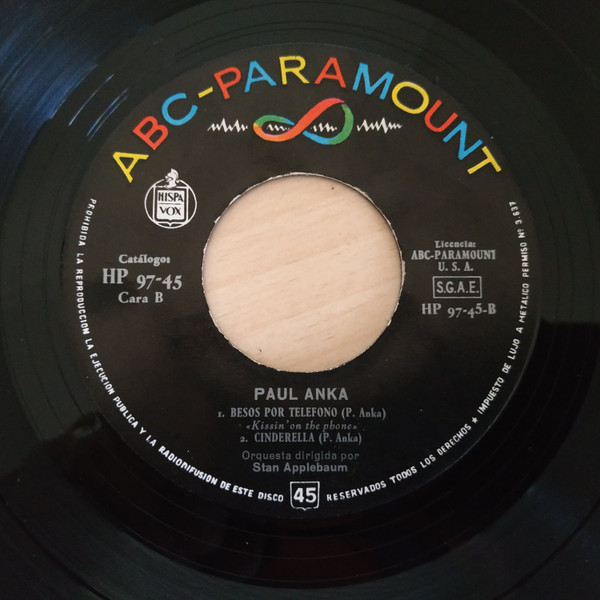 ABC-PARAMOUNT
HISPA
VOX
Catálogo:
HP 97-45
Cara B
Licencia:
ABC-PARAMOUNT
U. S. A.
S.G.A.E.
HP 97-45-B
PAUL ANKA
1. BESOS POR TELEFONO (P. Anka)
«Kissin' on the phone»
2. CINDERELLA (P. Anka)
Orquesta dirigida por
Stan Applebaum
45
PROHIBIDA LA REPRODUCCION LA EJECUCION PUBLICA Y LA RADIODIFUSION DE ESTE DISCO
RESERVADOS TODOS LOS DERECHOS * IMPUESTO DE LUJO A METALICO PERMISO Nº 3.637